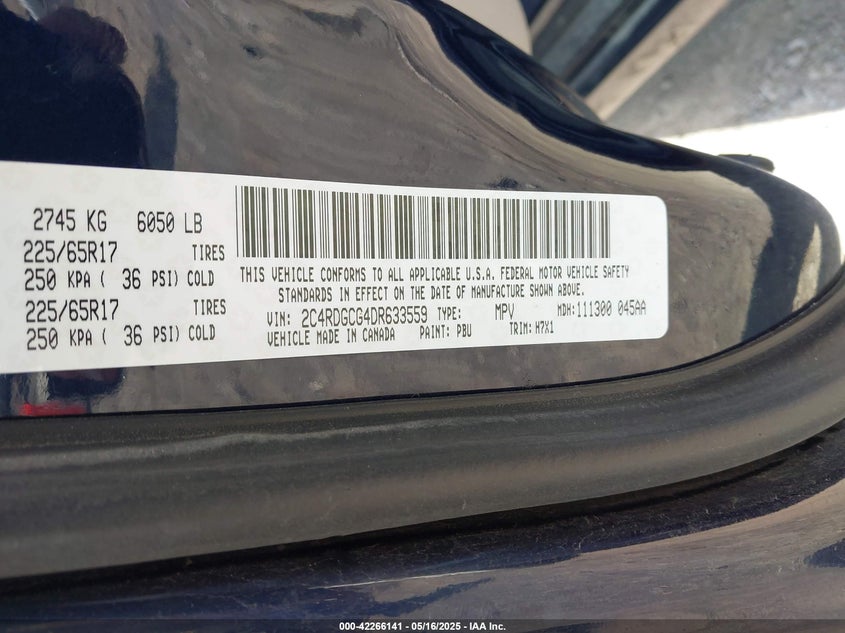 2745 KG 6050 LB
225/65R17 TIRES
250 KPA ( 36 PSI) COLD
225/65R17 TIRES
250 KPA ( 36 PSI) COLD
THIS VEHICLE CONFORMS TO ALL APPLICABLE U.S.A. FEDERAL MOTOR VEHICLE SAFETY
STANDARDS IN EFFECT ON THE DATE OF MANUFACTURE SHOWN ABOVE.
VIN: 2C4RDGCG4DR633559 TYPE: MPV MDH: 111300 045AA
VEHICLE MADE IN CANADA PAINT: PBU TRIM: H7X1
000-42266141 - 05/16/2025 - IAA Inc.